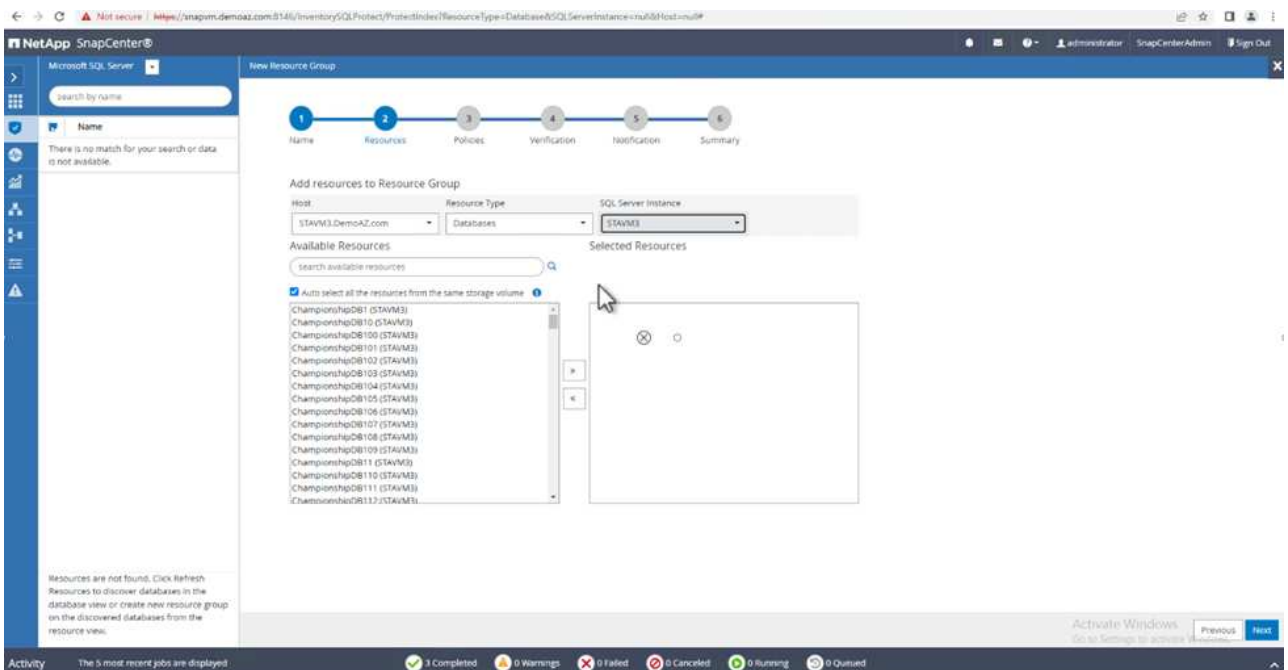 Not secure | https://snapvm.demoaz.com:8146/InventorySQLProtect/ProtectIndex?ResourceType=Database&SQLServerInstance=null&Host=null#
NetApp SnapCenter®
administrator SnapCenterAdmin Sign Out
Microsoft SQL Server
New Resource Group
search by name
Name
There is no match for your search or data
is not available.
1 2 3 4 5 6
Name Resources Policies Verification Notification Summary
Add resources to Resource Group
Host Resource Type SQL Server Instance
STAVM3.DemoAZ.com Databases STAVM3
Available Resources Selected Resources
search available resources
Auto select all the resources from the same storage volume
ChampionshipDB1 (STAVM3)
ChampionshipDB10 (STAVM3)
ChampionshipDB100 (STAVM3)
ChampionshipDB101 (STAVM3)
ChampionshipDB102 (STAVM3)
ChampionshipDB103 (STAVM3)
ChampionshipDB104 (STAVM3)
ChampionshipDB105 (STAVM3)
ChampionshipDB106 (STAVM3)
ChampionshipDB107 (STAVM3)
ChampionshipDB108 (STAVM3)
ChampionshipDB109 (STAVM3)
ChampionshipDB11 (STAVM3)
ChampionshipDB110 (STAVM3)
ChampionshipDB111 (STAVM3)
ChampionshipDB112 (STAVM3)
Resources are not found. Click Refresh
Resources to discover databases in the
database view or create new resource group
on the discovered databases from the
resource view.
Activate Windows
Go to Settings to activate
Previous Next
Activity The 5 most recent jobs are displayed 3 Completed 0 Warnings 0 Failed 0 Canceled 0 Running 0 Queued